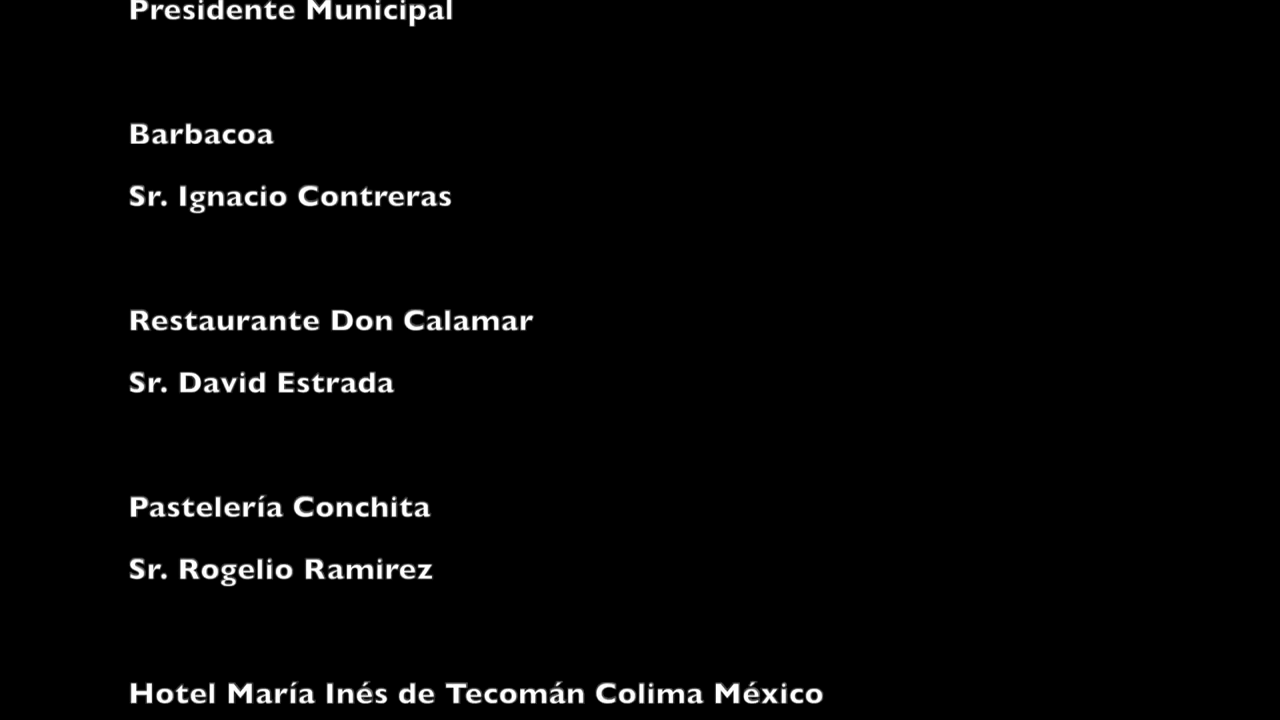 Presidente Municipal
Barbacoa
Sr. Ignacio Contreras
Restaurante Don Calamar
Sr. David Estrada
Pastelería Conchita
Sr. Rogelio Ramirez
Hotel María Inés de Tecomán Colima México